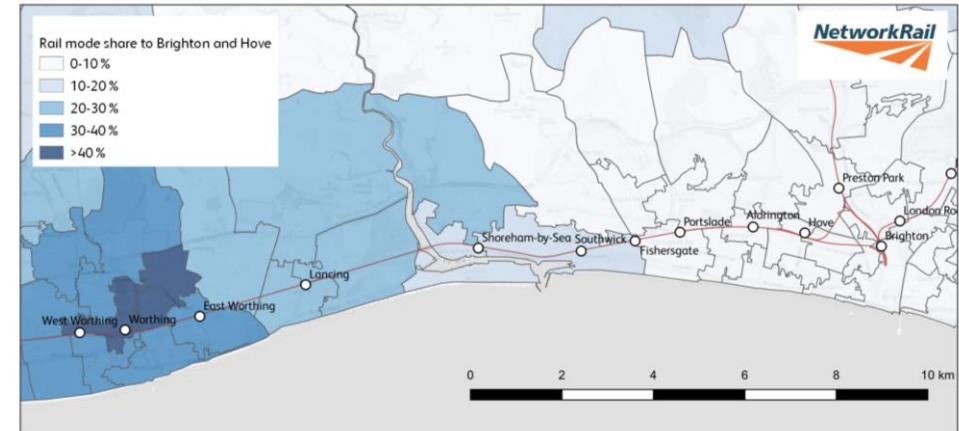 Rail mode share to Brighton and Hove
0-10 %
10-20 %
20-30 %
30-40 %
>40 %
NetworkRail
Preston Park
London Ro
Shoreham-by-Sea
Southwick
Fishersgate
Portslade
Aldrington
Hove
Brighton
Lancing
East Worthing
West Worthing
Worthing
0 2 4 6 8 10 km